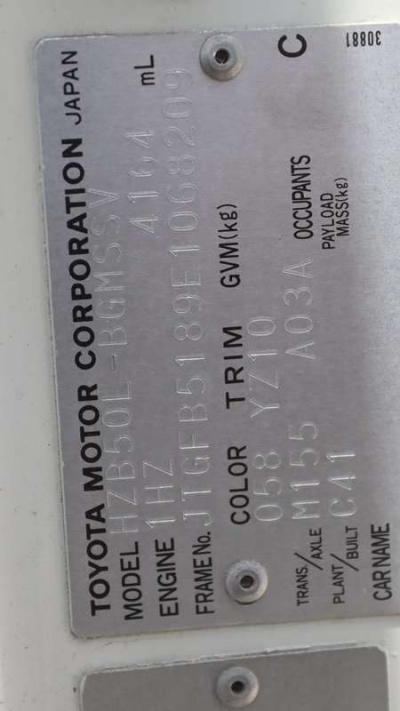 TOYOTA MOTOR CORPORATION JAPAN
MODEL HZB50L-BGMSSV
ENGINE 1HZ 4164 mL
FRAME No. JTGFB5189E1068209
COLOR TRIM GVM(kg) C
058 YZ10
TRANS/AXLE M155 A03A OCCUPANTS
PLANT/BUILT C41 PAYLOAD MASS(kg)
CAR NAME 30881